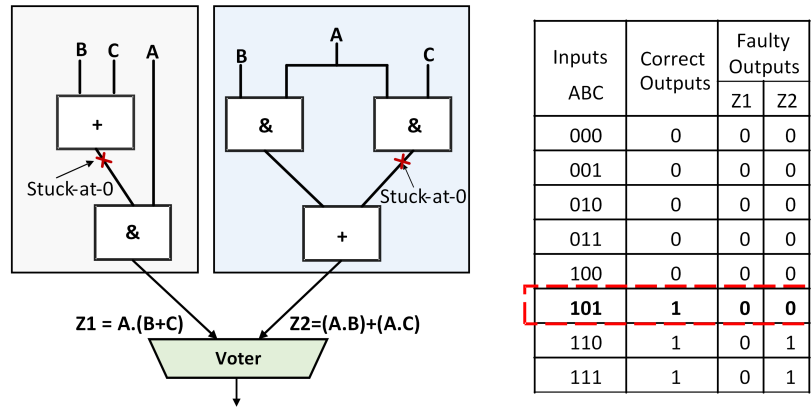 B C A
+
Stuck-at-0
&
A
B
C
&
&
Stuck-at-0
+
Z1 = A.(B+C)
Z2=(A.B)+(A.C)
Voter
Inputs
ABC
Correct
Outputs
Faulty
Outputs
Z1 Z2
000 0 0 0
001 0 0 0
010 0 0 0
011 0 0 0
100 0 0 0
101 1 0 0
110 1 0 1
111 1 0 1